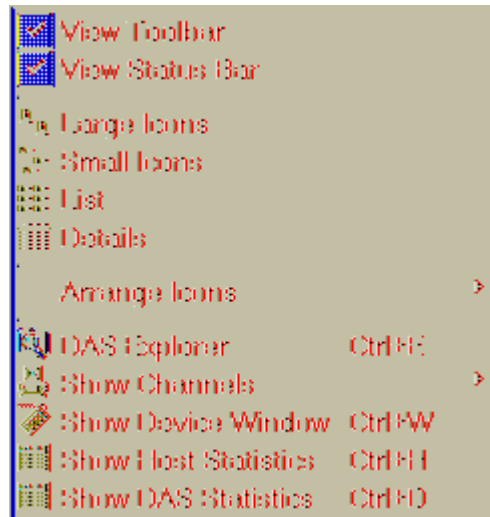 View Toolbar
View Status Bar
Large Icons
Small Icons
List
Details
Arrange Icons
DAS Explorer Ctrl+E
Show Channels
Show Device Window Ctrl+W
Show Host Statistics Ctrl+H
Show DAS Statistics Ctrl+D